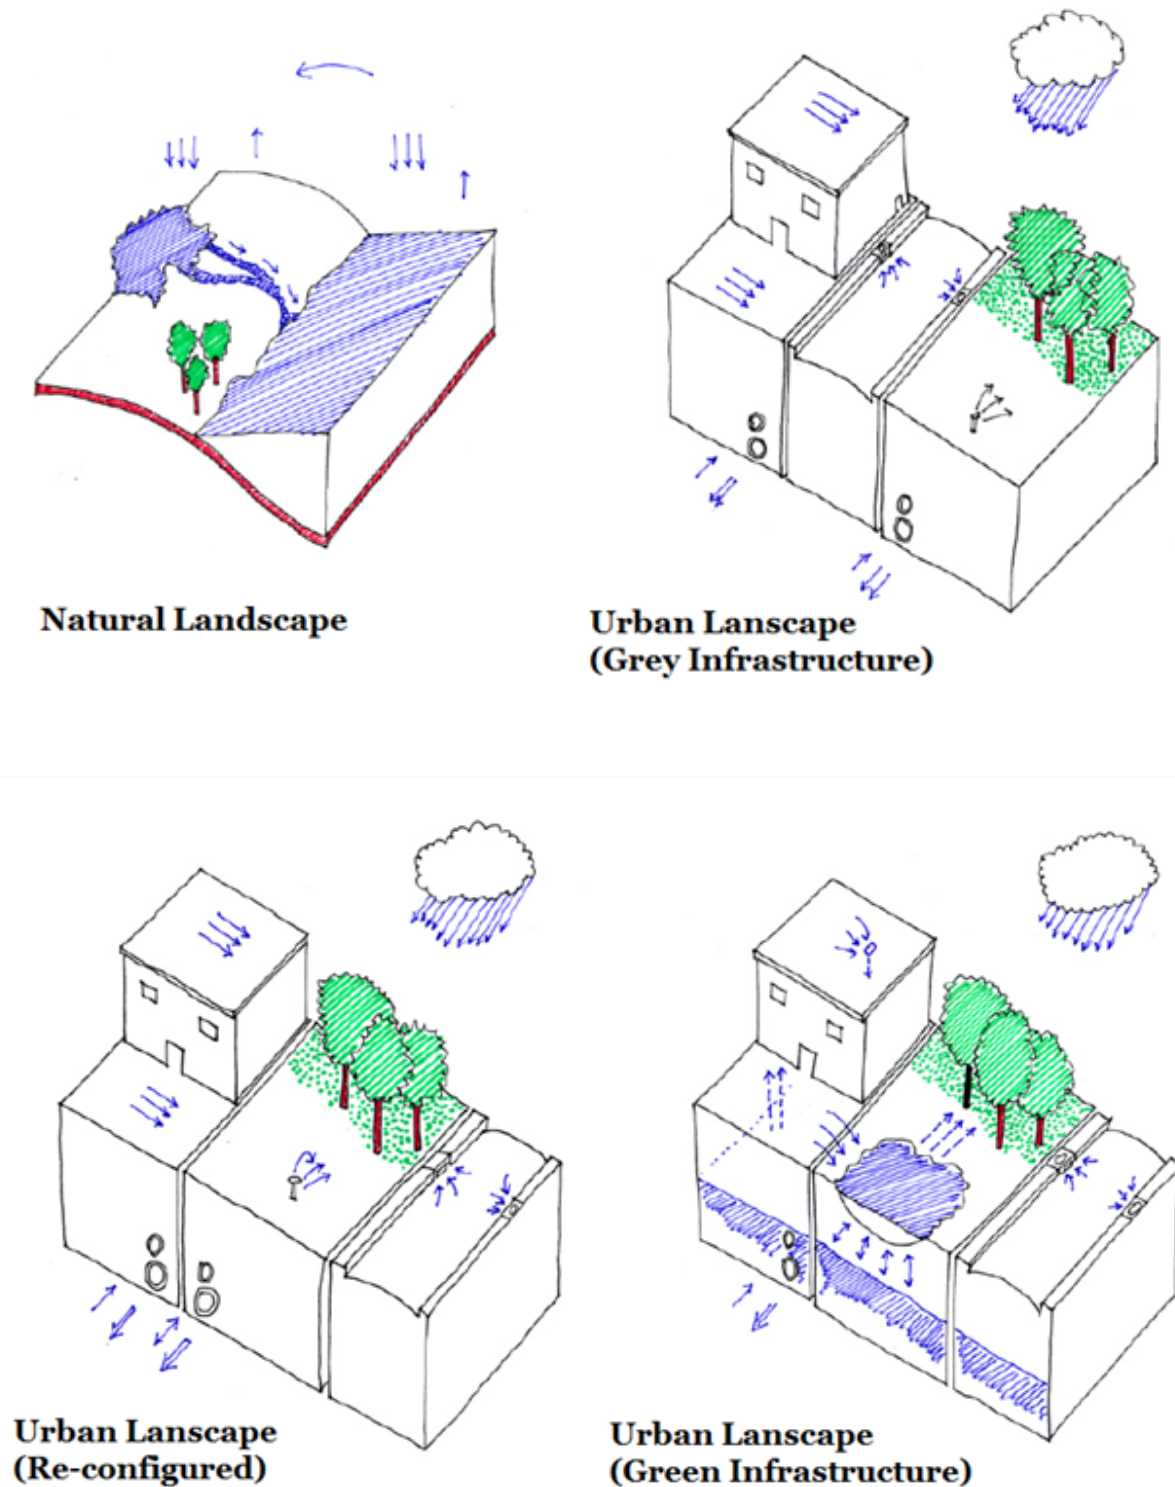 Natural Landscape
Urban Lanscape
(Grey Infrastructure)
Urban Lanscape
(Re-configured)
Urban Lanscape
(Green Infrastructure)